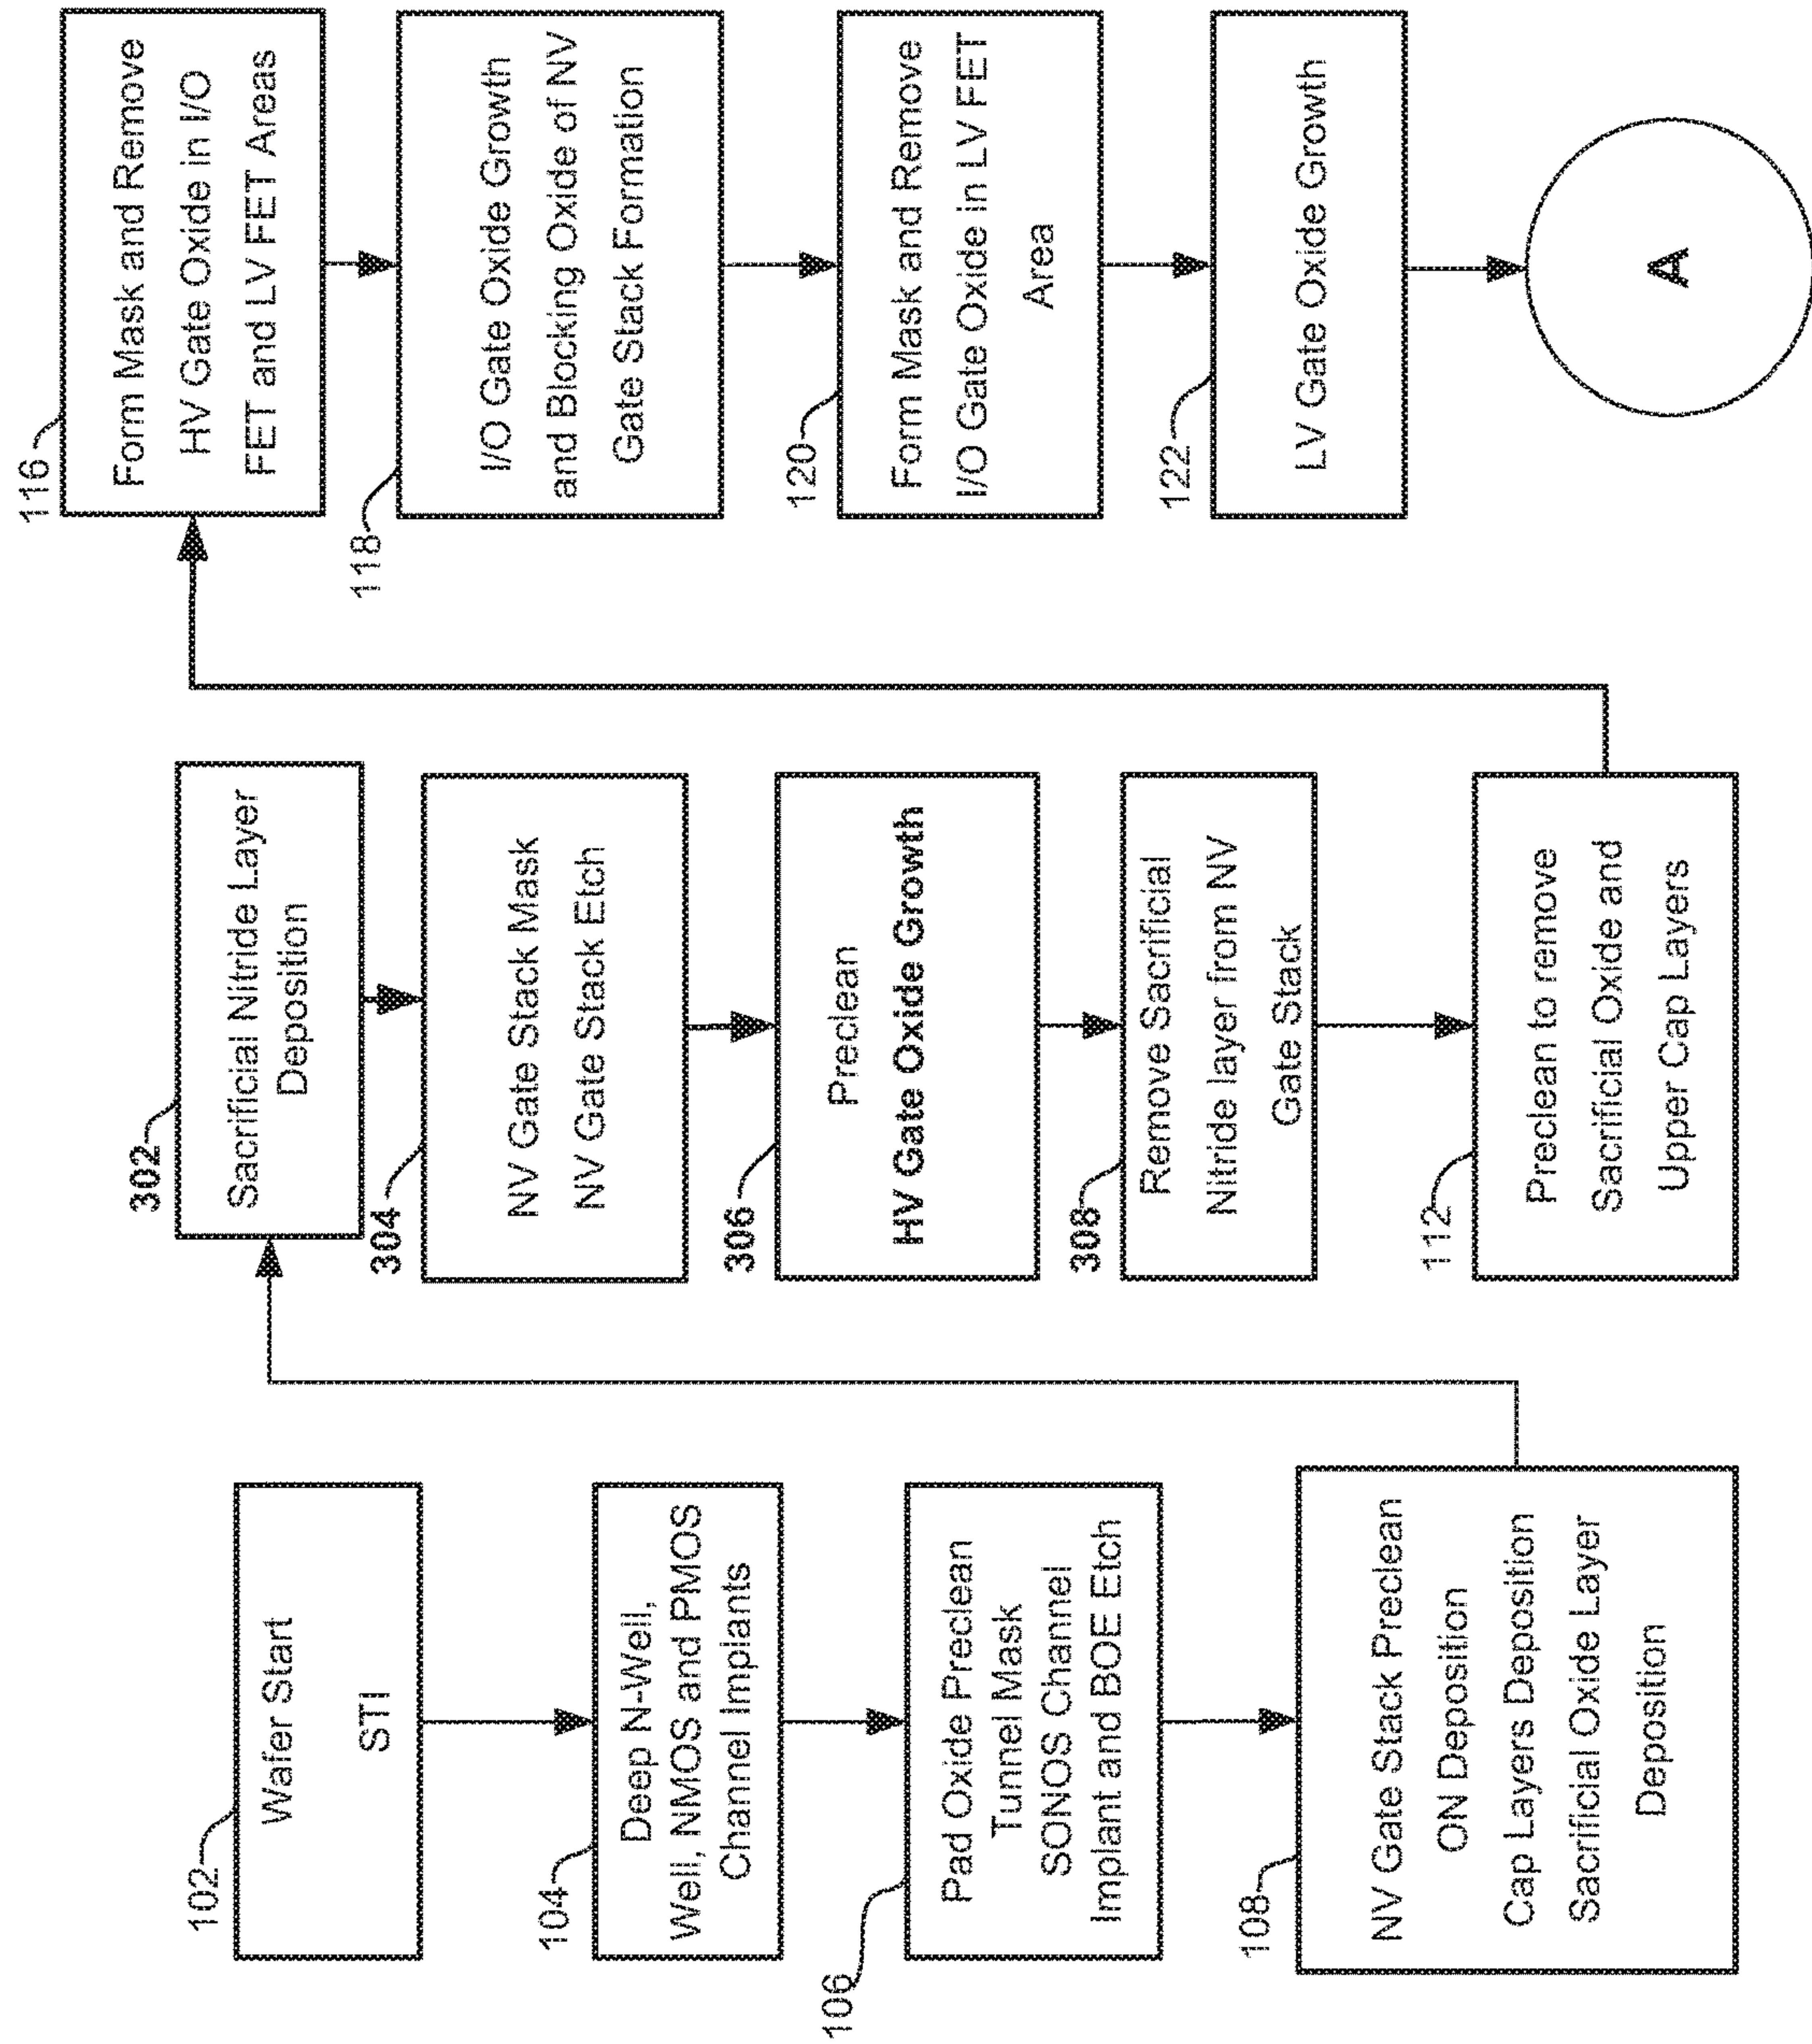 102
Wafer Start
STI
104
Deep N-Well,
Well, NMOS and PMOS
Channel Implants
106
Pad Oxide Preclean
Tunnel Mask
SONOS Channel
Implant and BOE Etch
108
NV Gate Stack Preclean
ON Deposition
Cap Layers Deposition
Sacrificial Oxide Layer
Deposition
302
Sacrificial Nitride Layer
Deposition
304
NV Gate Stack Mask
NV Gate Stack Etch
306
Preclean
HV Gate Oxide Growth
308
Remove Sacrificial
Nitride layer from NV
Gate Stack
112
Preclean to remove
Sacrificial Oxide and
Upper Cap Layers
116
Form Mask and Remove
HV Gate Oxide in I/O
FET and LV FET Areas
118
I/O Gate Oxide Growth
and Blocking Oxide of NV
Gate Stack Formation
120
Form Mask and Remove
I/O Gate Oxide in LV FET
Area
122
LV Gate Oxide Growth
A